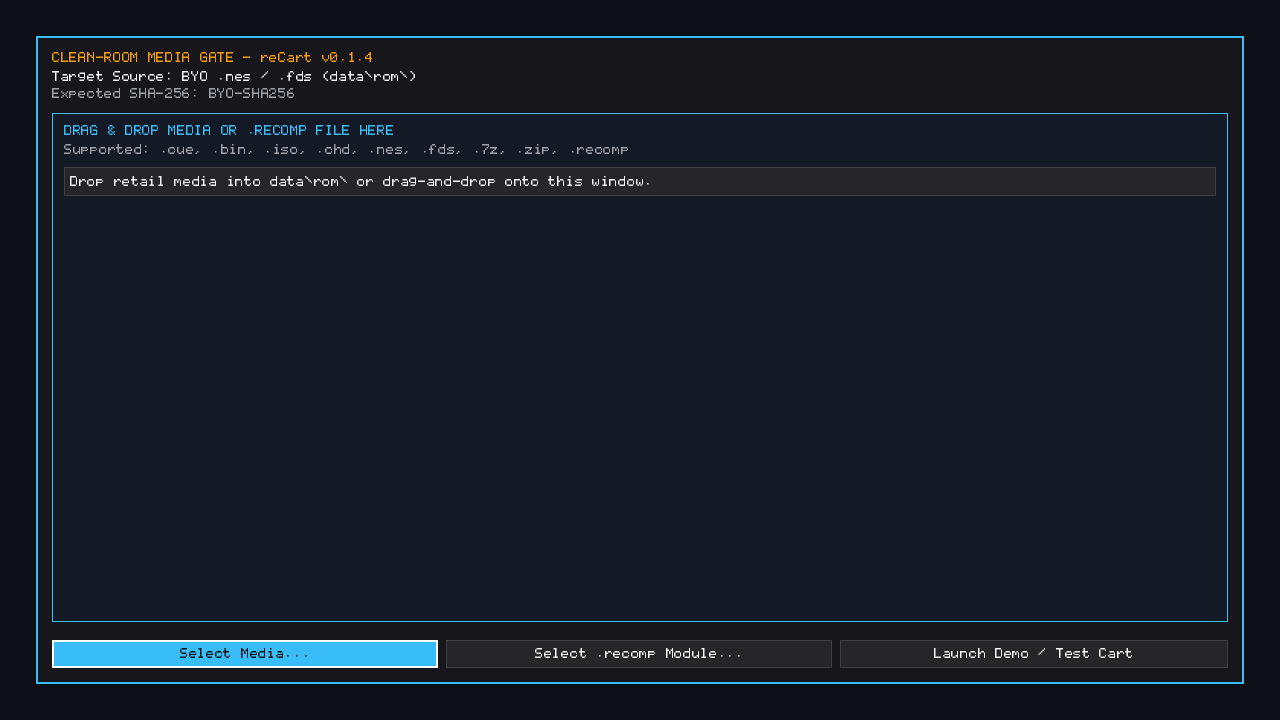 CLEAN-ROOM MEDIA GATE - reCart v0.1.4
Target Source: BYO .nes / .fds (data\rom\)
Expected SHA-256: BYO-SHA256
DRAG & DROP MEDIA OR .RECOMP FILE HERE
Supported: .cue, .bin, .iso, .chd, .nes, .fds, .7z, .zip, .recomp
Drop retail media into data\rom\ or drag-and-drop onto this window.
Select Media...
Select .recomp Module...
Launch Demo / Test Cart